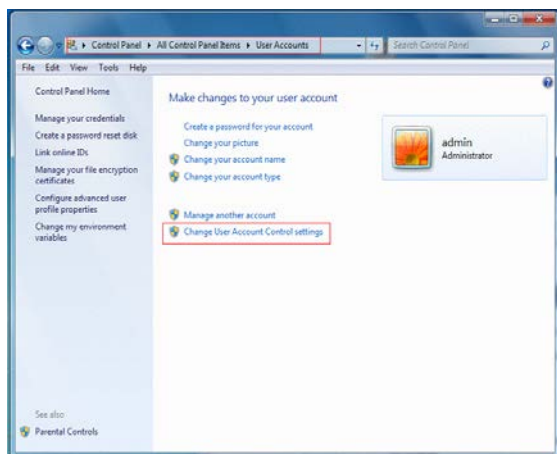 Control Panel ▸ All Control Panel Items ▸ User Accounts
Search Control Panel
File Edit View Tools Help
Control Panel Home
Manage your credentials
Create a password reset disk
Link online IDs
Manage your file encryption
certificates
Configure advanced user
profile properties
Change my environment
variables
See also
Parental Controls
Make changes to your user account
Create a password for your account
Change your picture
Change your account name
Change your account type
Manage another account
Change User Account Control settings
admin
Administrator